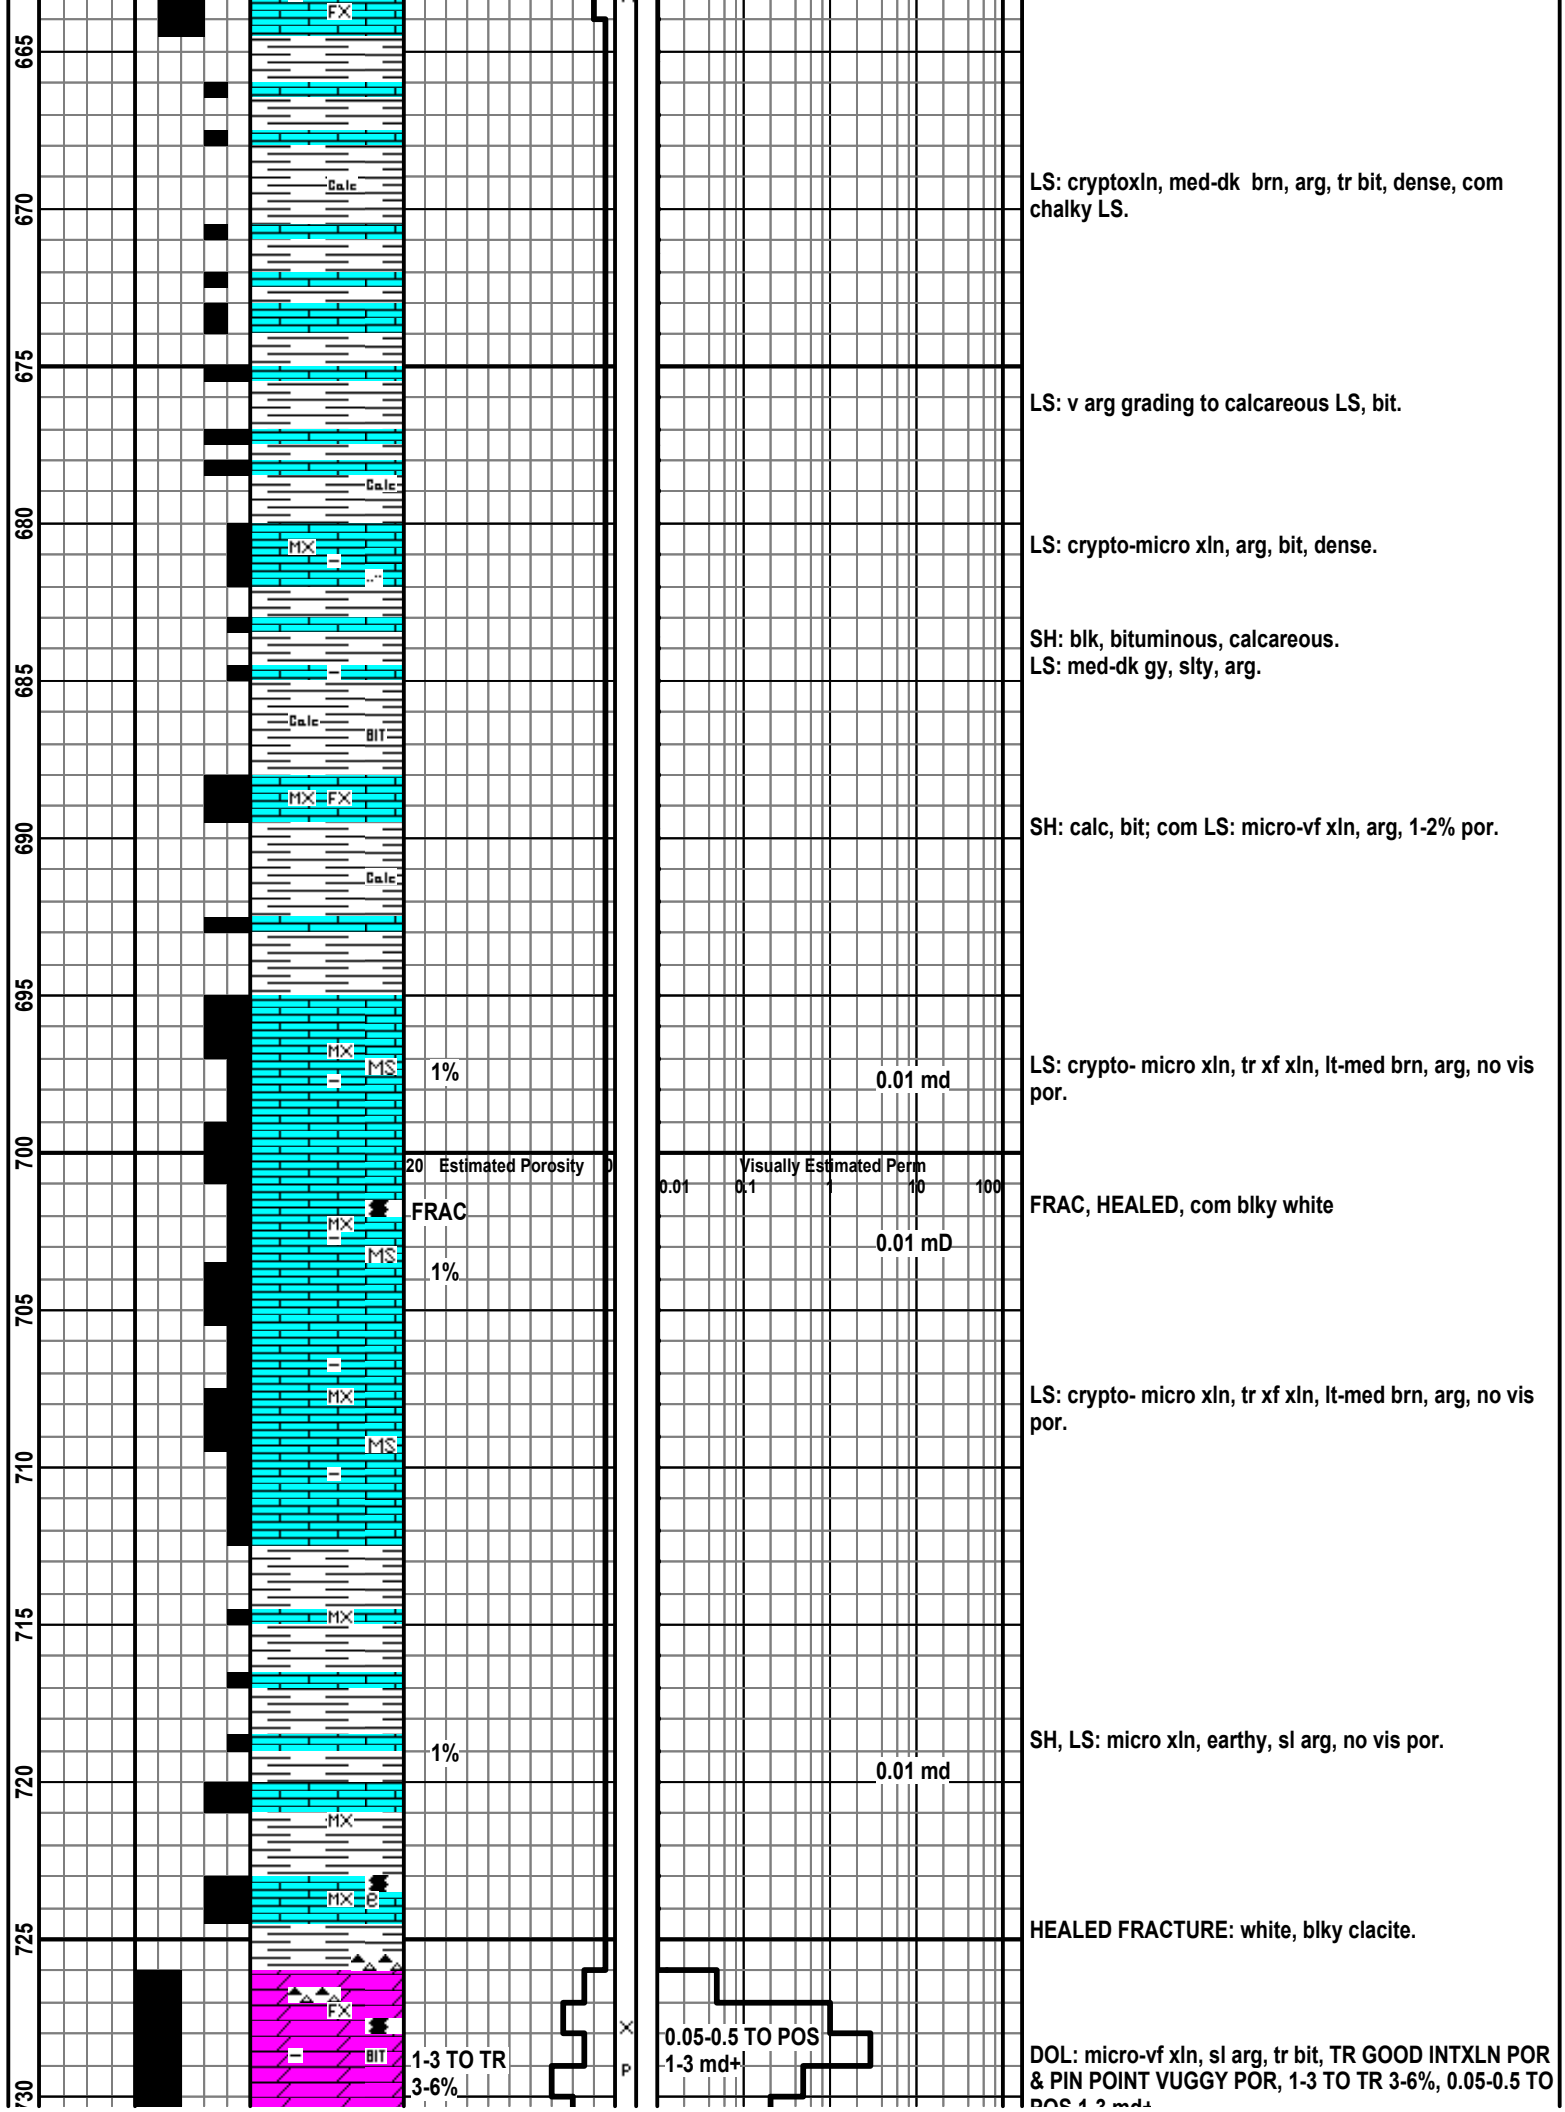 FX
665
Calc
LS: cryptoxln, med-dk  brn, arg, tr bit, dense, com
chalky LS.
670
675
LS: v arg grading to calcareous LS, bit.
Calc
680
MX
LS: crypto-micro xln, arg, bit, dense.
SH: blk, bituminous, calcareous.
LS: med-dk gy, slty, arg.
685
Calc
BIT
MX FX
690
SH: calc, bit; com LS: micro-vf xln, arg, 1-2% por.
Calc
695
MX
MS
1%
0.01 md
LS: crypto- micro xln, tr xf xln, lt-med brn, arg, no vis
por.
700
20 Estimated Porosity 0
Visually Estimated Perm
0.01 0.1 1 10 100
FRAC
FRAC, HEALED, com blky white
MX
0.01 mD
MS
1%
705
MX
LS: crypto- micro xln, tr xf xln, lt-med brn, arg, no vis
por.
MS
710
715
MX
SH, LS: micro xln, earthy, sl arg, no vis por.
1%
0.01 md
720
MX
MX e
725
HEALED FRACTURE: white, blky clacite.
FX
X
0.05-0.5 TO POS
1-3 md+
BIT
P
1-3 TO TR
3-6%
DOL: micro-vf xln, sl arg, tr bit, TR GOOD INTXLN POR
& PIN POINT VUGGY POR, 1-3 TO TR 3-6%, 0.05-0.5 TO
POS 1-3 md+
730